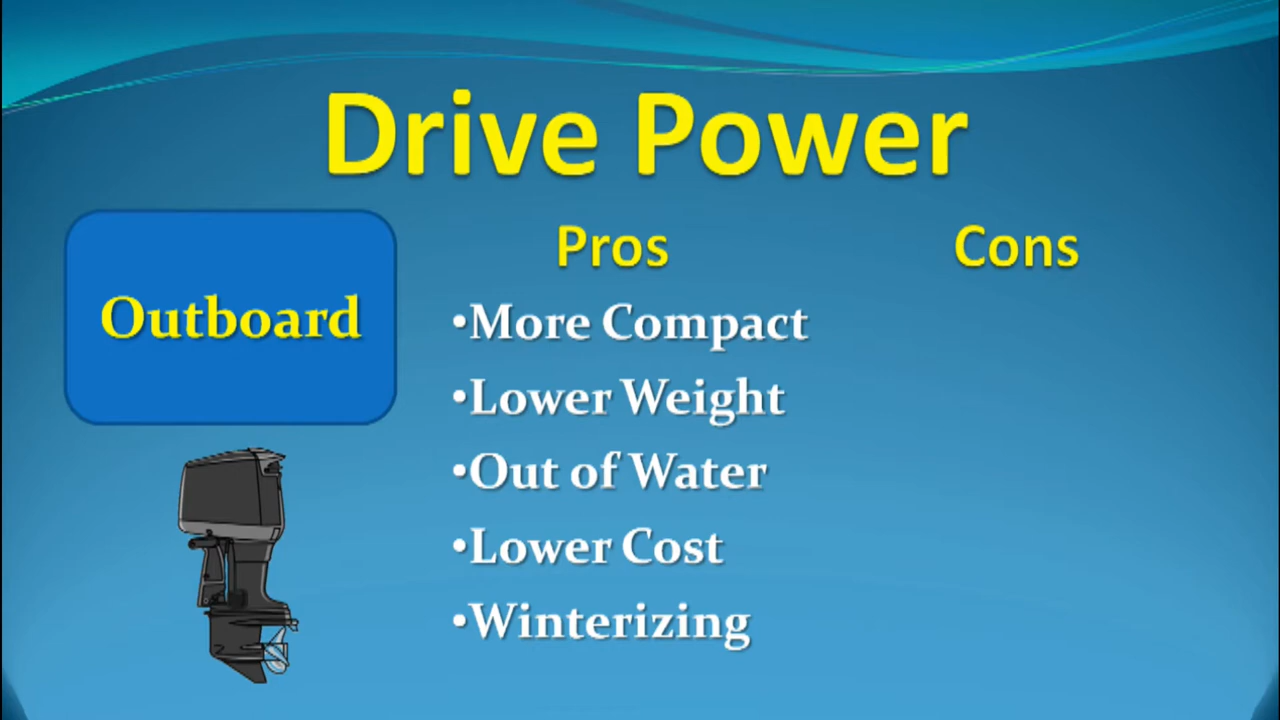 Drive Power
Outboard
Pros
•More Compact
•Lower Weight
•Out of Water
•Lower Cost
•Winterizing
Cons